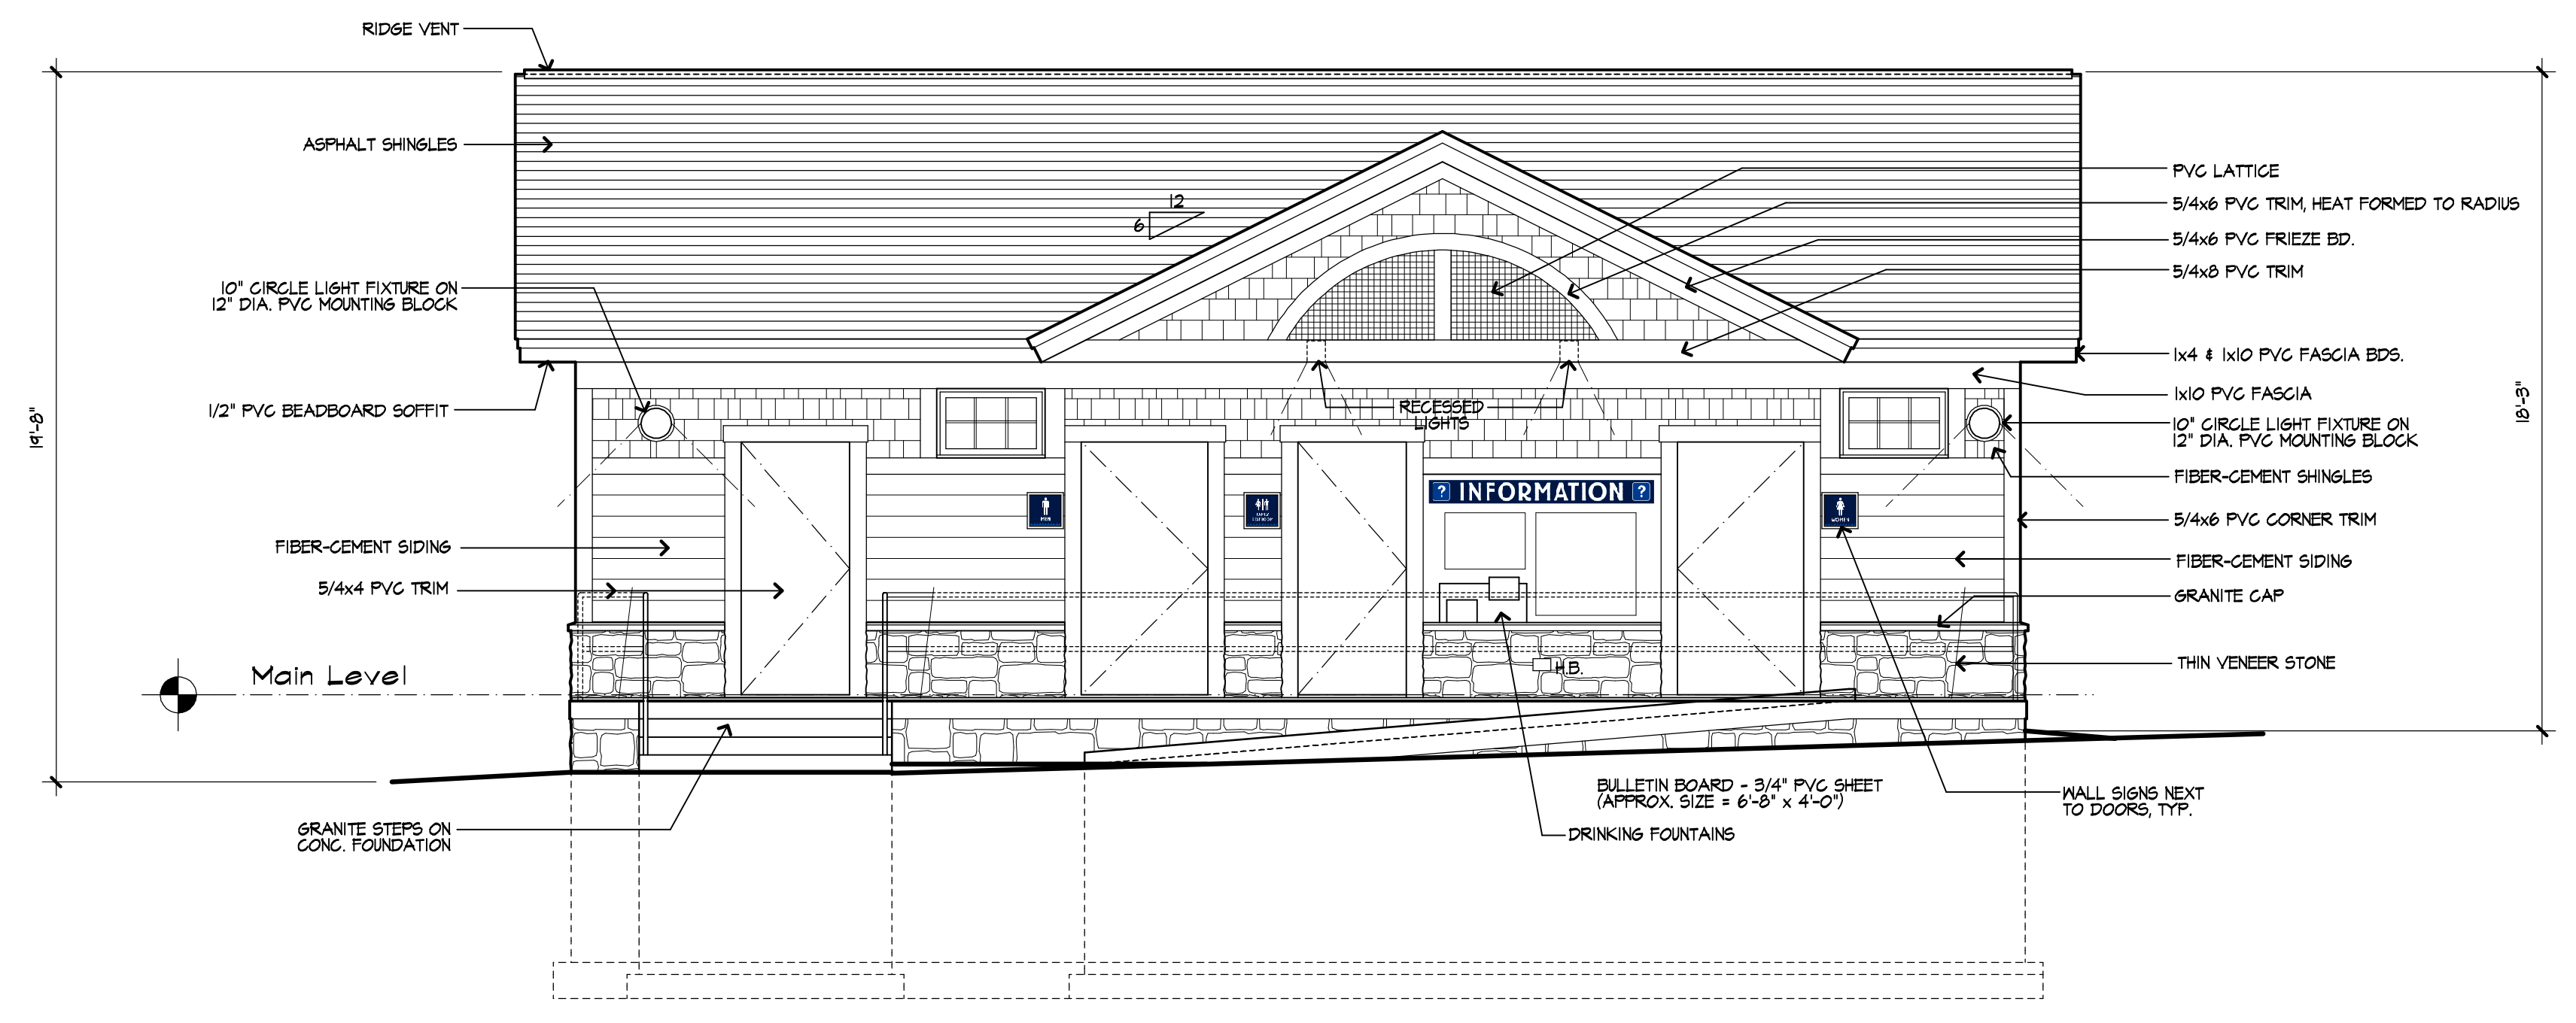 RIDGE VENT
19'-8"
ASPHALT SHINGLES
12
6
10" CIRCLE LIGHT FIXTURE ON
12" DIA. PVC MOUNTING BLOCK
1/2" PVC BEADBOARD SOFFIT
FIBER-CEMENT SIDING
5/4x4 PVC TRIM
Main Level
GRANITE STEPS ON
CONC. FOUNDATION
RECESSED
LIGHTS
MEN
? INFORMATION ?
WOMEN
H.B.
BULLETIN BOARD - 3/4" PVC SHEET
(APPROX. SIZE = 6'-8" x 4'-0")
DRINKING FOUNTAINS
PVC LATTICE
5/4x6 PVC TRIM, HEAT FORMED TO RADIUS
5/4x6 PVC FRIEZE BD.
5/4x8 PVC TRIM
1x4 & 1x10 PVC FASCIA BDS.
1x10 PVC FASCIA
10" CIRCLE LIGHT FIXTURE ON
12" DIA. PVC MOUNTING BLOCK
FIBER-CEMENT SHINGLES
5/4x6 PVC CORNER TRIM
FIBER-CEMENT SIDING
GRANITE CAP
THIN VENEER STONE
WALL SIGNS NEXT
TO DOORS, TYP.
18'-3"